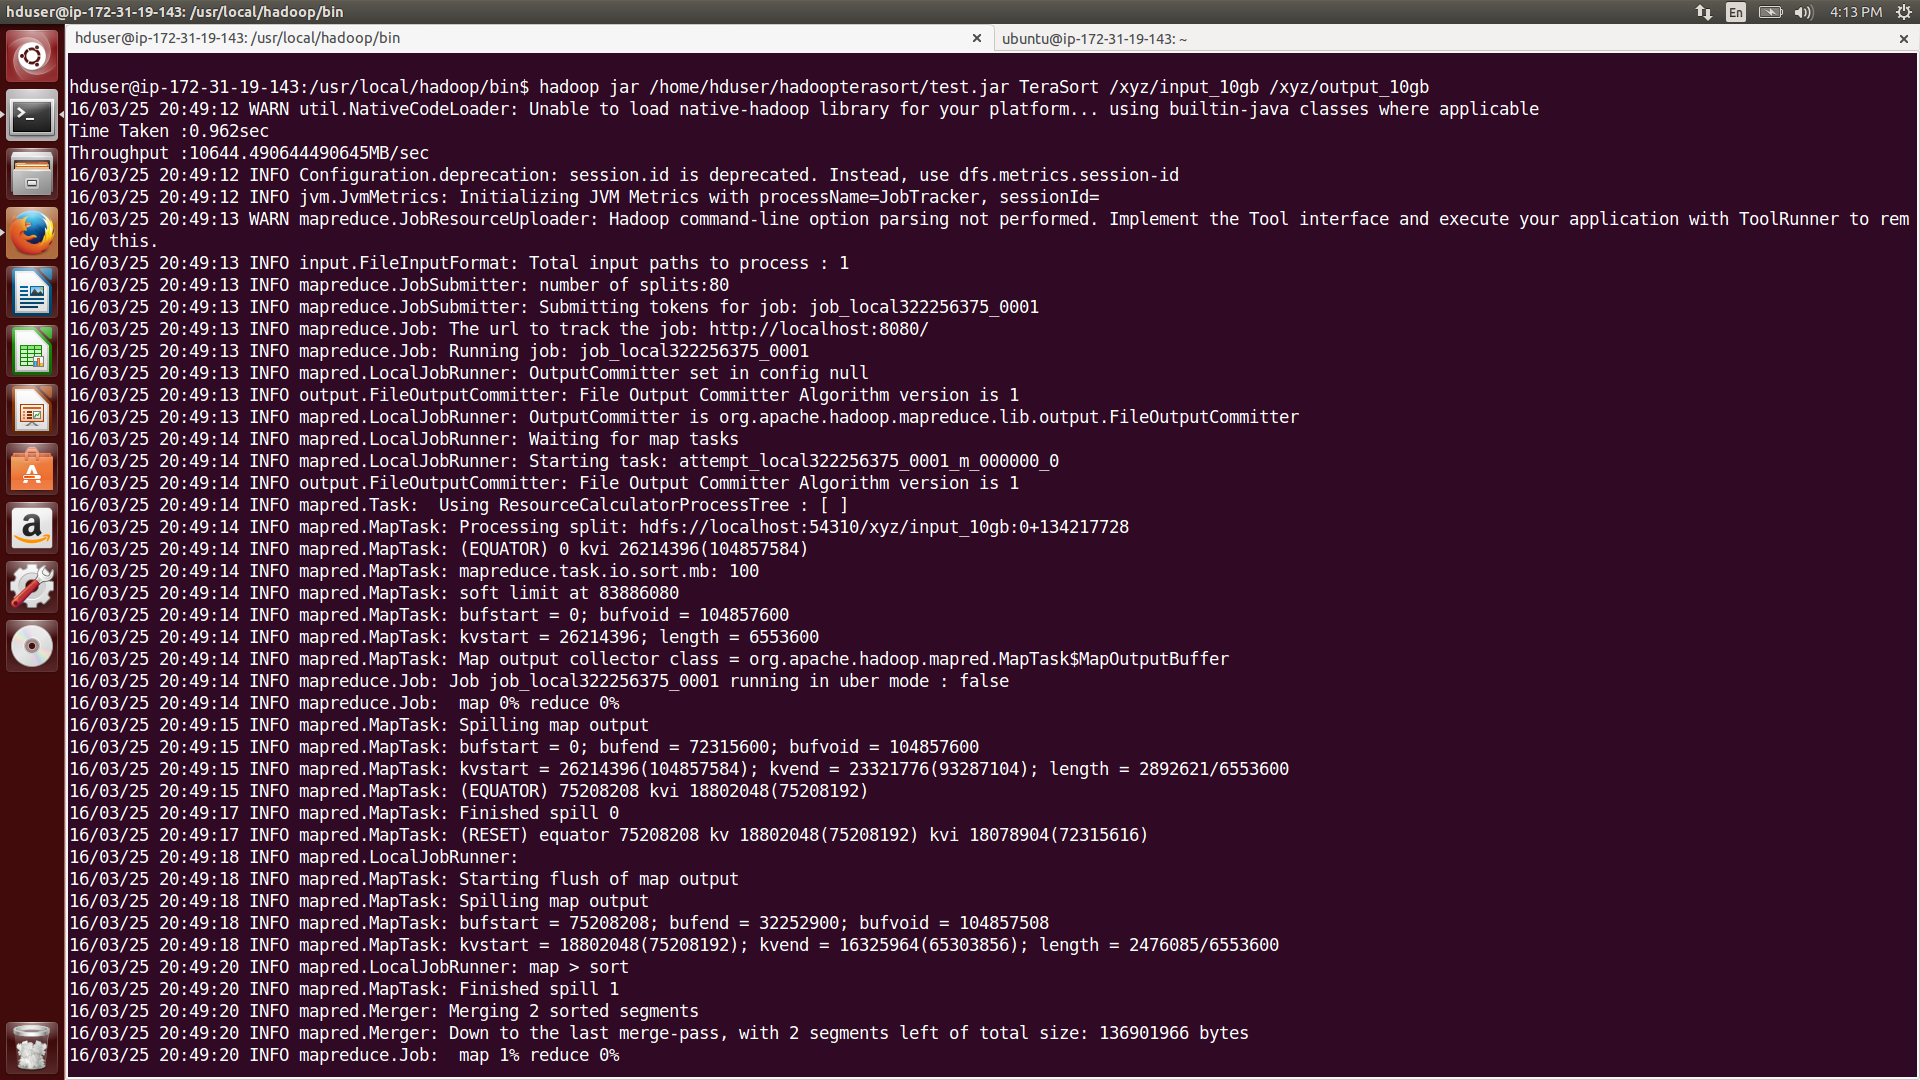 hduser@ip-172-31-19-143: /usr/local/hadoop/bin
En
4:13 PM
hduser@ip-172-31-19-143: /usr/local/hadoop/bin
ubuntu@ip-172-31-19-143: ~
hduser@ip-172-31-19-143:/usr/local/hadoop/bin$ hadoop jar /home/hduser/hadoopterasort/test.jar TeraSort /xyz/input_10gb /xyz/output_10gb
16/03/25 20:49:12 WARN util.NativeCodeLoader: Unable to load native-hadoop library for your platform... using builtin-java classes where applicable
Time Taken :0.962sec
Throughput :10644.490644490645MB/sec
16/03/25 20:49:12 INFO Configuration.deprecation: session.id is deprecated. Instead, use dfs.metrics.session-id
16/03/25 20:49:12 INFO jvm.JvmMetrics: Initializing JVM Metrics with processName=JobTracker, sessionId=
16/03/25 20:49:13 WARN mapreduce.JobResourceUploader: Hadoop command-line option parsing not performed. Implement the Tool interface and execute your application with ToolRunner to rem
edy this.
16/03/25 20:49:13 INFO input.FileInputFormat: Total input paths to process : 1
16/03/25 20:49:13 INFO mapreduce.JobSubmitter: number of splits:80
16/03/25 20:49:13 INFO mapreduce.JobSubmitter: Submitting tokens for job: job_local322256375_0001
16/03/25 20:49:13 INFO mapreduce.Job: The url to track the job: http://localhost:8080/
16/03/25 20:49:13 INFO mapreduce.Job: Running job: job_local322256375_0001
16/03/25 20:49:13 INFO mapred.LocalJobRunner: OutputCommitter set in config null
16/03/25 20:49:13 INFO output.FileOutputCommitter: File Output Committer Algorithm version is 1
16/03/25 20:49:13 INFO mapred.LocalJobRunner: OutputCommitter is org.apache.hadoop.mapreduce.lib.output.FileOutputCommitter
16/03/25 20:49:14 INFO mapred.LocalJobRunner: Waiting for map tasks
16/03/25 20:49:14 INFO mapred.LocalJobRunner: Starting task: attempt_local322256375_0001_m_000000_0
16/03/25 20:49:14 INFO output.FileOutputCommitter: File Output Committer Algorithm version is 1
16/03/25 20:49:14 INFO mapred.Task:  Using ResourceCalculatorProcessTree : [ ]
16/03/25 20:49:14 INFO mapred.MapTask: Processing split: hdfs://localhost:54310/xyz/input_10gb:0+134217728
16/03/25 20:49:14 INFO mapred.MapTask: (EQUATOR) 0 kvi 26214396(104857584)
16/03/25 20:49:14 INFO mapred.MapTask: mapreduce.task.io.sort.mb: 100
16/03/25 20:49:14 INFO mapred.MapTask: soft limit at 83886080
16/03/25 20:49:14 INFO mapred.MapTask: bufstart = 0; bufvoid = 104857600
16/03/25 20:49:14 INFO mapred.MapTask: kvstart = 26214396; length = 6553600
16/03/25 20:49:14 INFO mapred.MapTask: Map output collector class = org.apache.hadoop.mapred.MapTask$MapOutputBuffer
16/03/25 20:49:14 INFO mapreduce.Job: Job job_local322256375_0001 running in uber mode : false
16/03/25 20:49:14 INFO mapreduce.Job:  map 0% reduce 0%
16/03/25 20:49:15 INFO mapred.MapTask: Spilling map output
16/03/25 20:49:15 INFO mapred.MapTask: bufstart = 0; bufend = 72315600; bufvoid = 104857600
16/03/25 20:49:15 INFO mapred.MapTask: kvstart = 26214396(104857584); kvend = 23321776(93287104); length = 2892621/6553600
16/03/25 20:49:15 INFO mapred.MapTask: (EQUATOR) 75208208 kvi 18802048(75208192)
16/03/25 20:49:17 INFO mapred.MapTask: Finished spill 0
16/03/25 20:49:17 INFO mapred.MapTask: (RESET) equator 75208208 kv 18802048(75208192) kvi 18078904(72315616)
16/03/25 20:49:18 INFO mapred.LocalJobRunner:
16/03/25 20:49:18 INFO mapred.MapTask: Starting flush of map output
16/03/25 20:49:18 INFO mapred.MapTask: Spilling map output
16/03/25 20:49:18 INFO mapred.MapTask: bufstart = 75208208; bufend = 32252900; bufvoid = 104857508
16/03/25 20:49:18 INFO mapred.MapTask: kvstart = 18802048(75208192); kvend = 16325964(65303856); length = 2476085/6553600
16/03/25 20:49:20 INFO mapred.LocalJobRunner: map > sort
16/03/25 20:49:20 INFO mapred.MapTask: Finished spill 1
16/03/25 20:49:20 INFO mapred.Merger: Merging 2 sorted segments
16/03/25 20:49:20 INFO mapred.Merger: Down to the last merge-pass, with 2 segments left of total size: 136901966 bytes
16/03/25 20:49:20 INFO mapreduce.Job:  map 1% reduce 0%